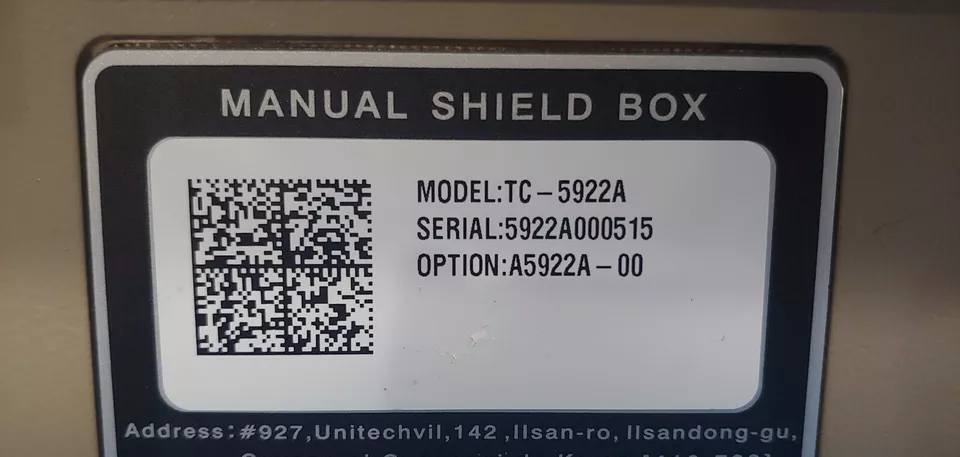 MANUAL SHIELD BOX
MODEL:TC-5922A
SERIAL:5922A000515
OPTION:A5922A-00
Address:#927,Unitechvil,142 ,Ilsan-ro, Ilsandong-gu,